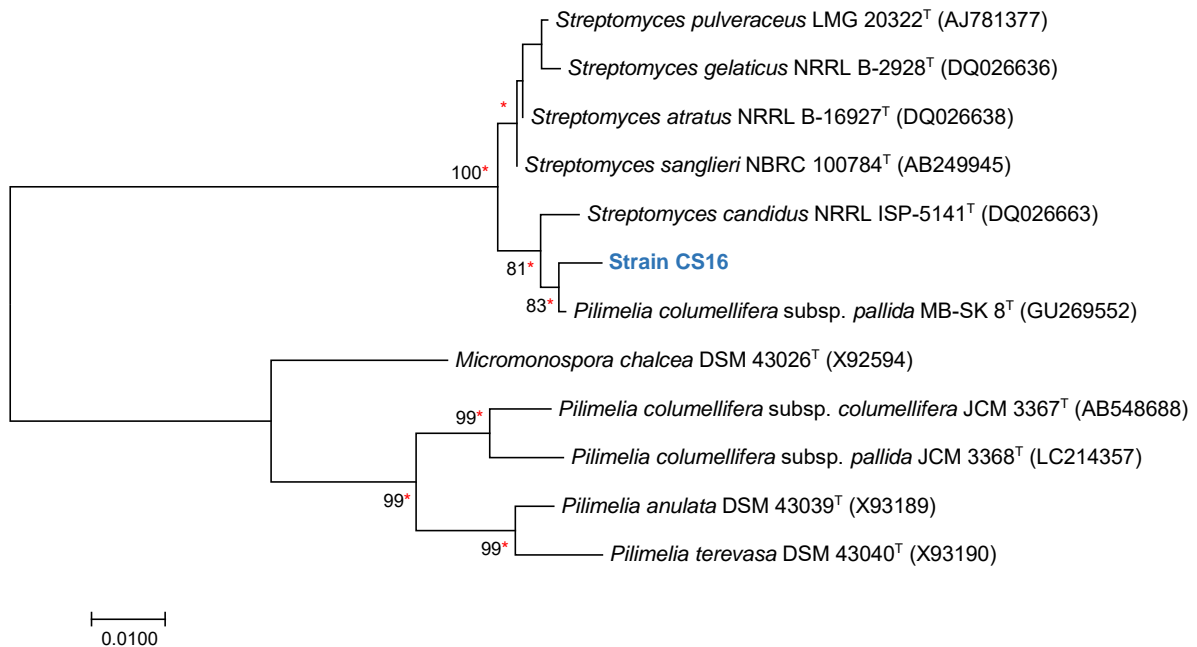 Streptomyces pulveraceus LMG 20322ᵀ (AJ781377)
Streptomyces gelaticus NRRL B-2928ᵀ (DQ026636)
*
Streptomyces atratus NRRL B-16927ᵀ (DQ026638)
Streptomyces sanglieri NBRC 100784ᵀ (AB249945)
100*
Streptomyces candidus NRRL ISP-5141ᵀ (DQ026663)
81*
Strain CS16
83*
Pilimelia columellifera subsp. pallida MB-SK 8ᵀ (GU269552)
Micromonospora chalcea DSM 43026ᵀ (X92594)
Pilimelia columellifera subsp. columellifera JCM 3367ᵀ (AB548688)
99*
Pilimelia columellifera subsp. pallida JCM 3368ᵀ (LC214357)
99*
Pilimelia anulata DSM 43039ᵀ (X93189)
99*
Pilimelia terevasa DSM 43040ᵀ (X93190)
0.0100